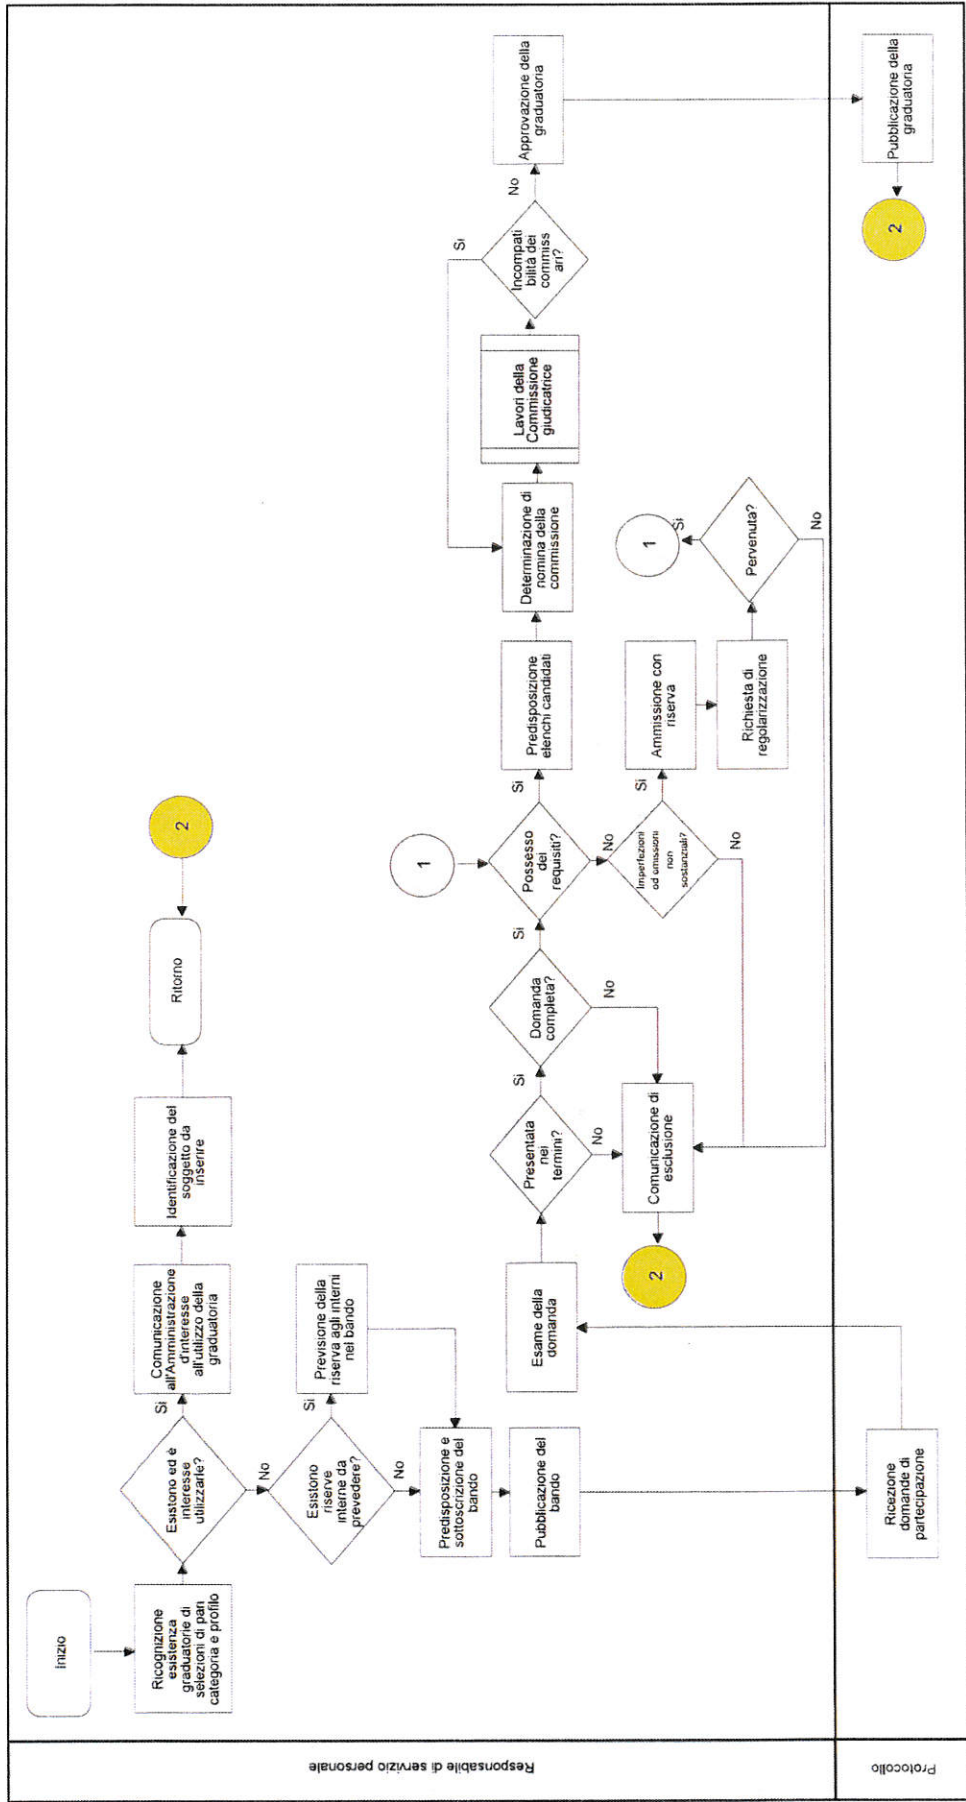 Responsabile di servizio personale
Protocollo
Inizio
Ricognizione
esistenza
graduatorie di
selezioni di pari
categoria e profilo
Esistono ed è
interesse
utilizzarle?
Si
No
Comunicazione
all'Amministrazione
d'interesse
all'utilizzo della
graduatoria
Identificazione del
soggetto da
inserire
Ritorno
2
Esistono
riserve
interne da
prevedere?
Si
No
Previsione della
riserva agli interni
nel bando
Predisposizione e
sottoscrizione del
bando
Pubblicazione del
bando
Ricezione
domande di
partecipazione
Esame della
domanda
Presentata
nei
termini?
Si
No
Domanda
completa?
Si
No
Comunicazione di
esclusione
2
1
Possesso
dei
requisiti?
Si
No
Imperfezioni
od omissioni
non
sostanziali?
Si
No
Ammissione con
riserva
Richiesta di
regolarizzazione
Pervenuta?
Si
No
1
Predisposizione
elenchi candidati
Determinazione di
nomina della
commissione
Lavori della
Commissione
giudicatrice
Incompati
bilità dei
commiss
ari?
Si
No
Approvazione della
graduatoria
Pubblicazione della
graduatoria
2